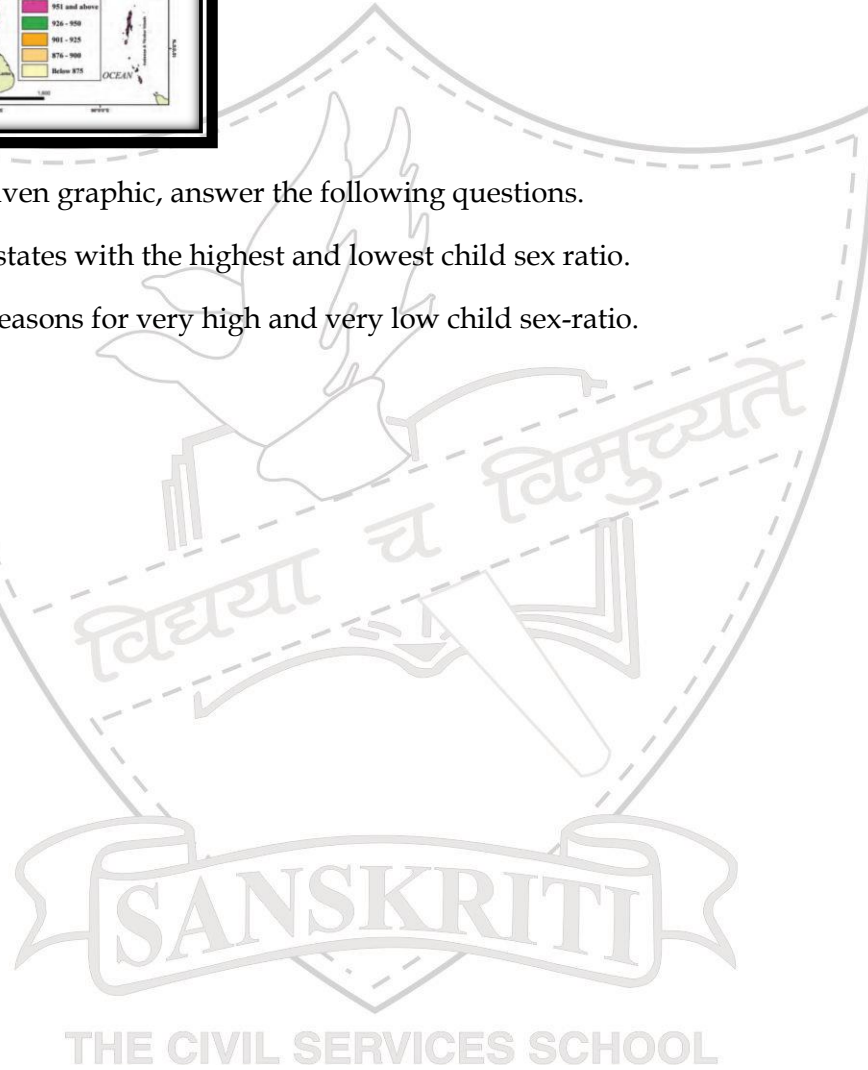 951 and above
926 - 950
901 - 925
876 - 900
Below 875
OCEAN
ven graphic, answer the following questions.
states with the highest and lowest child sex ratio.
easons for very high and very low child sex-ratio.
विद्यया च विमुच्यते
SANSKRITI
THE CIVIL SERVICES SCHOOL